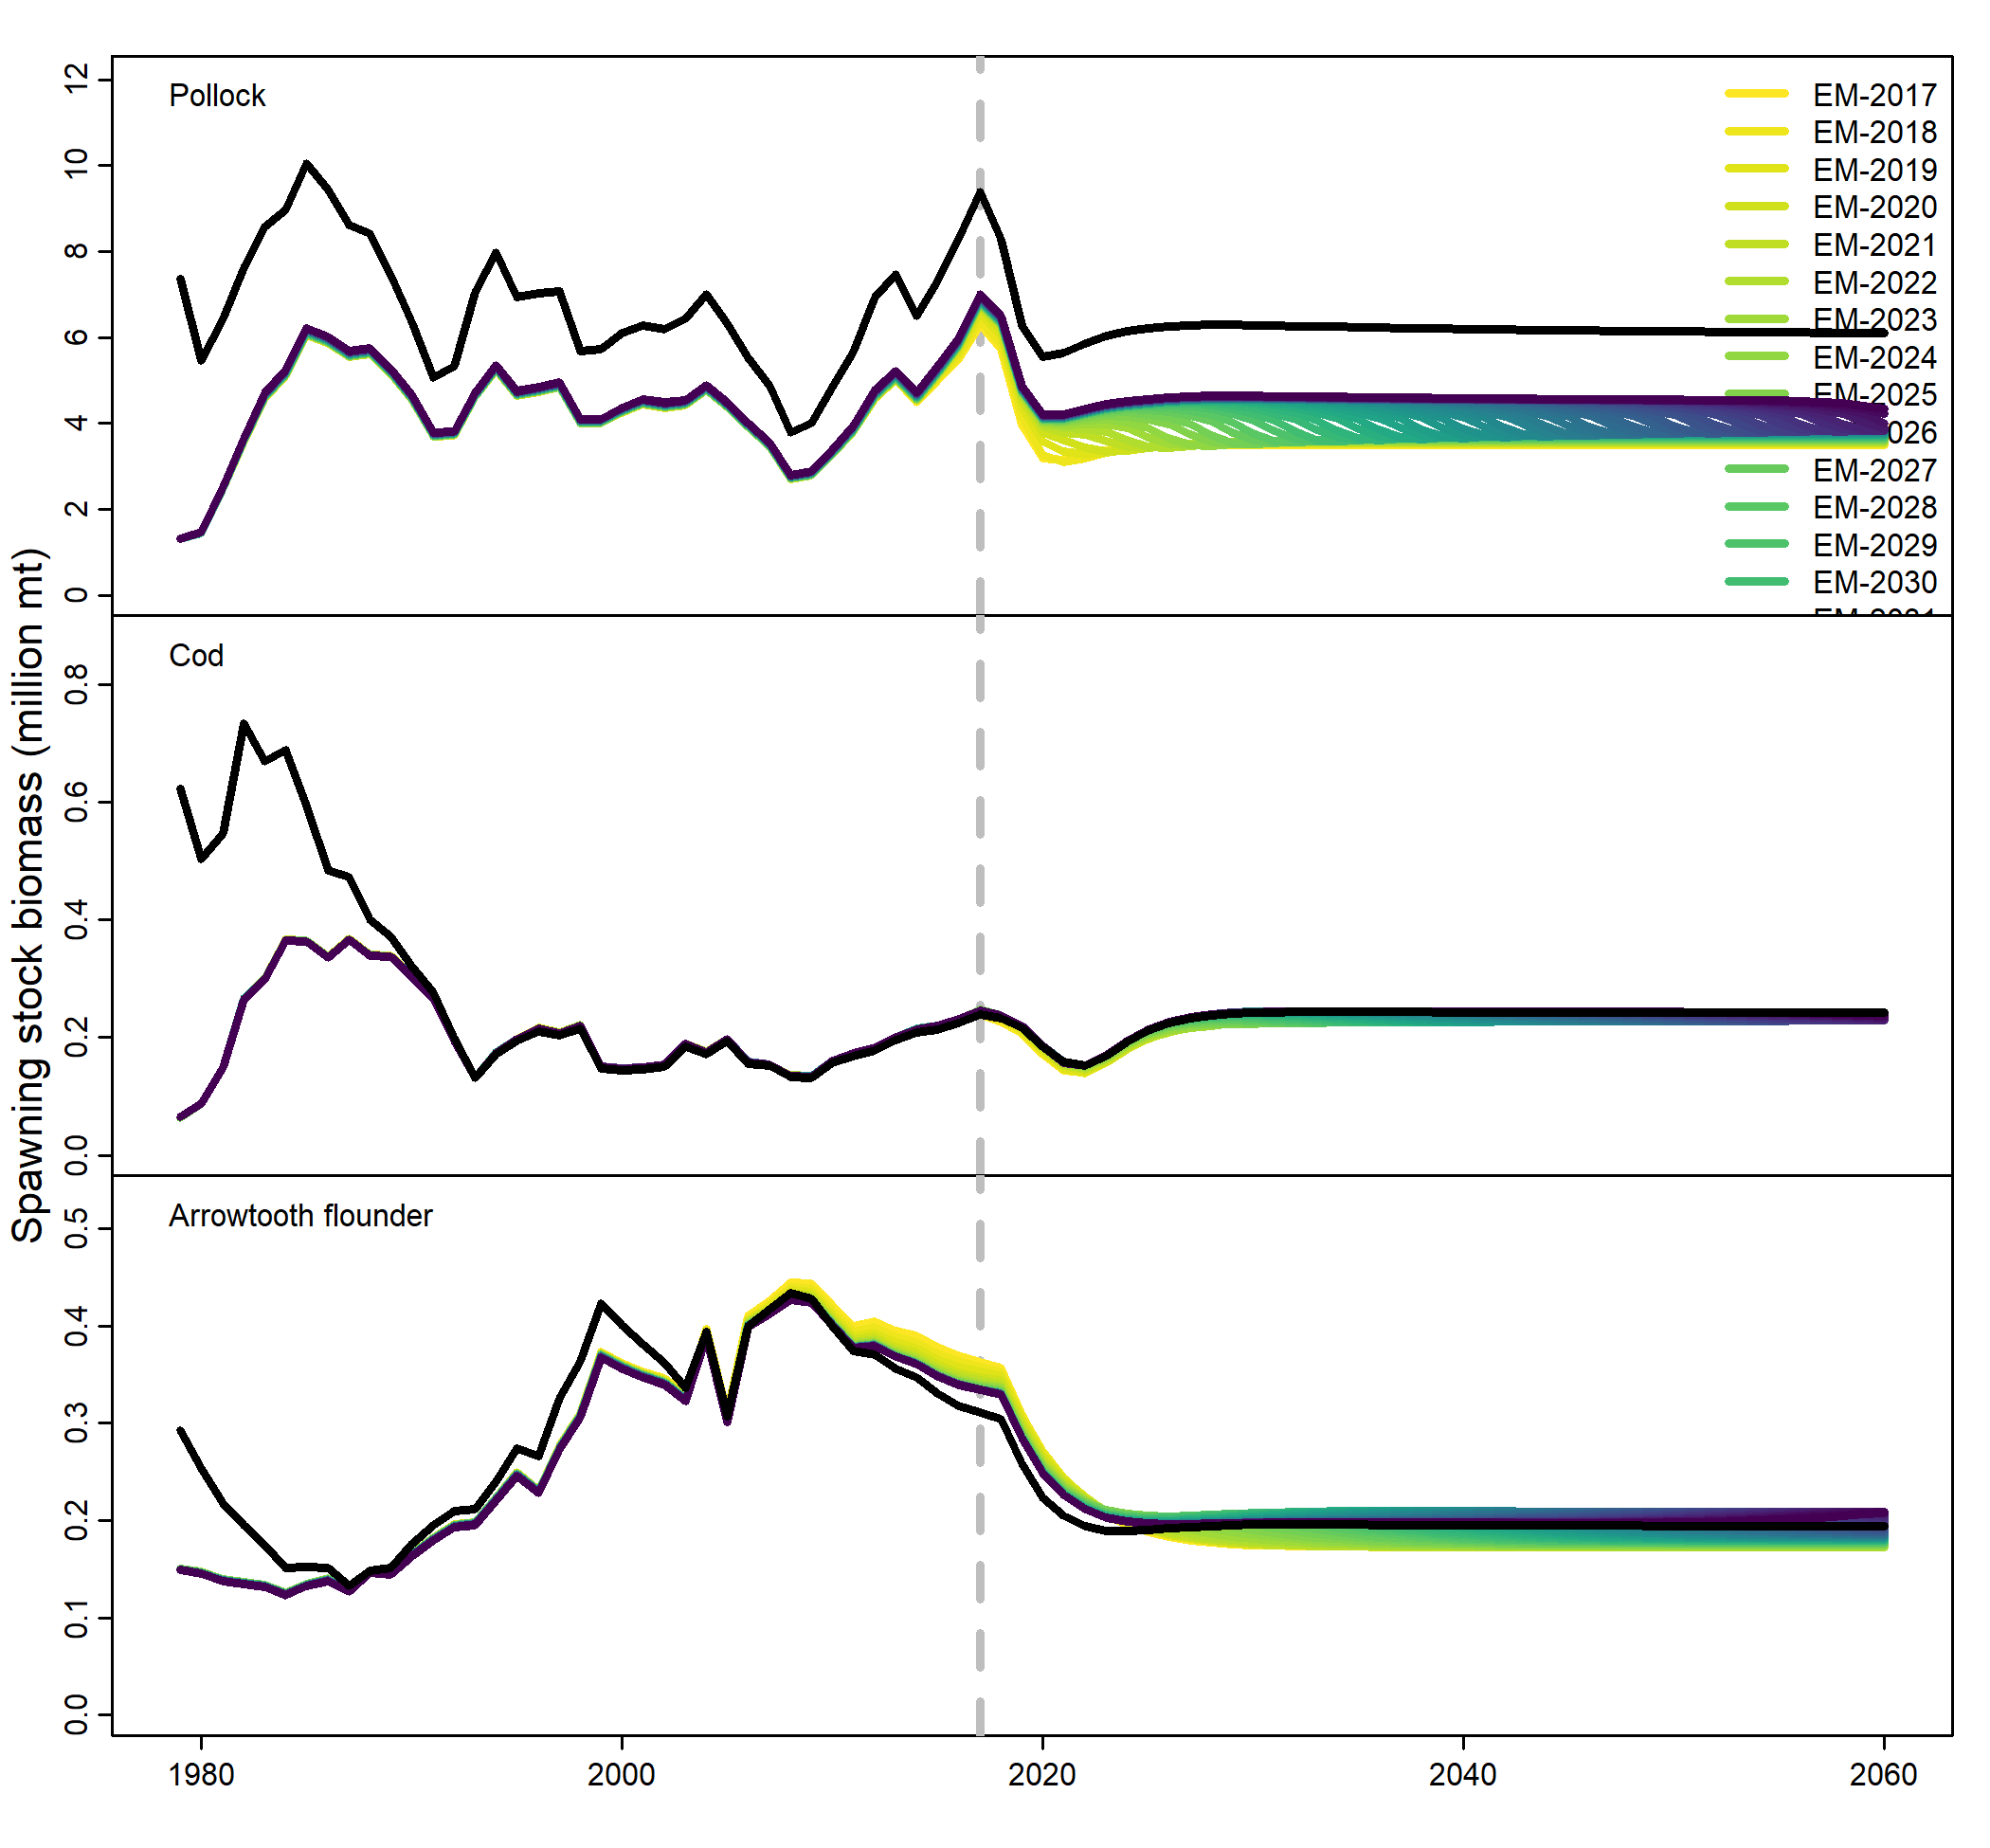 Spawning stock biomass (million mt)
Pollock
12
10
8
6
4
2
0
EM-2017
EM-2018
EM-2019
EM-2020
EM-2021
EM-2022
EM-2023
EM-2024
EM-2025
026
EM-2027
EM-2028
EM-2029
EM-2030
Cod
0.8
0.6
0.4
0.2
0.0
Arrowtooth flounder
0.5
0.4
0.3
0.2
0.1
0.0
1980 2000 2020 2040 2060